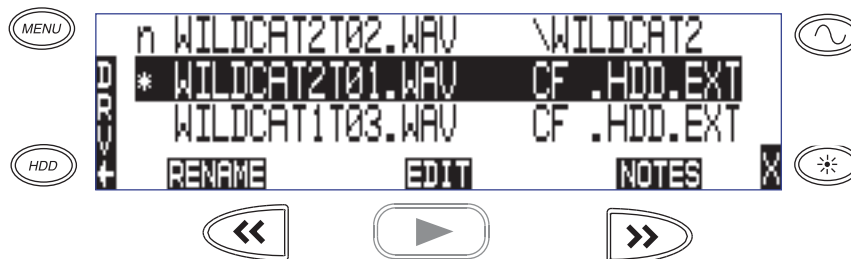 MENU
n WILDCAT2T02.WAV \WILDCAT2
* WILDCAT2T01.WAV CF .HDD.EXT
WILDCAT1T03.WAV CF .HDD.EXT
DRV
HDD
RENAME EDIT NOTES X